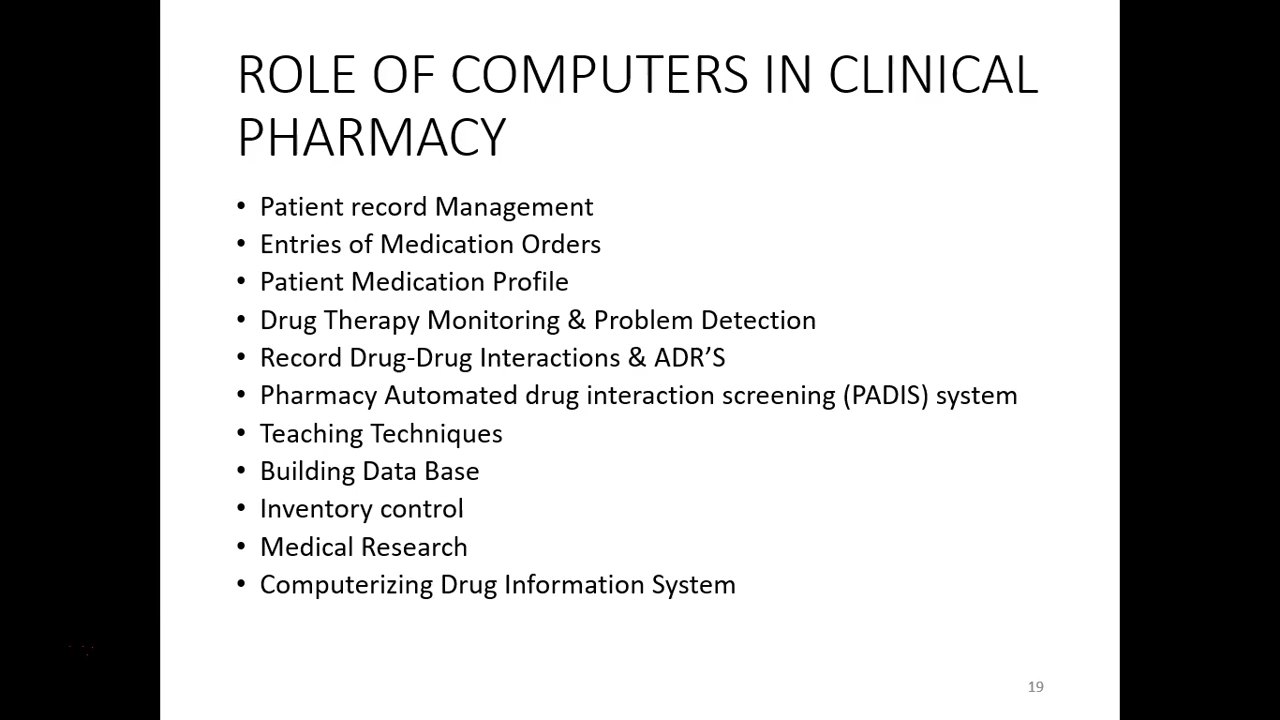 ROLE OF COMPUTERS IN CLINICAL
PHARMACY
• Patient record Management
• Entries of Medication Orders
• Patient Medication Profile
• Drug Therapy Monitoring & Problem Detection
• Record Drug-Drug Interactions & ADR’S
• Pharmacy Automated drug interaction screening (PADIS) system
• Teaching Techniques
• Building Data Base
• Inventory control
• Medical Research
• Computerizing Drug Information System
19